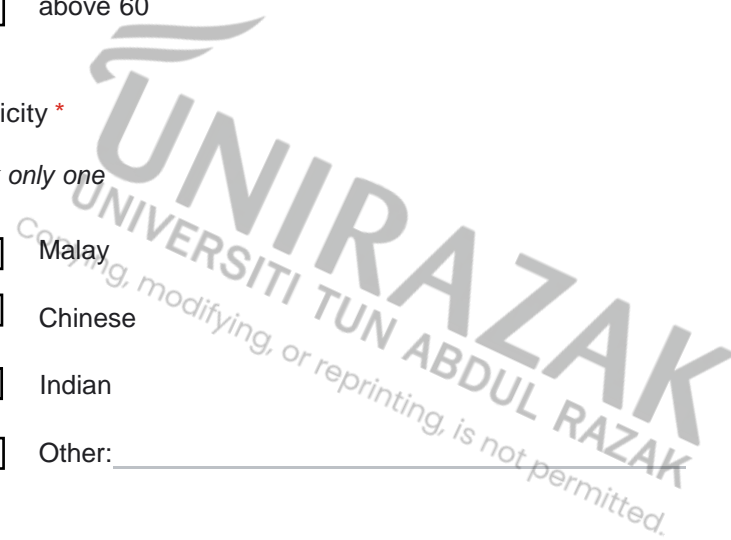 above 60
icity *
only one
Malay
Chinese
Indian
Other:
UNIRAZAK
UNIVERSITI TUN ABDUL RAZAK
Copying, modifying, or reprinting, is not permitted.